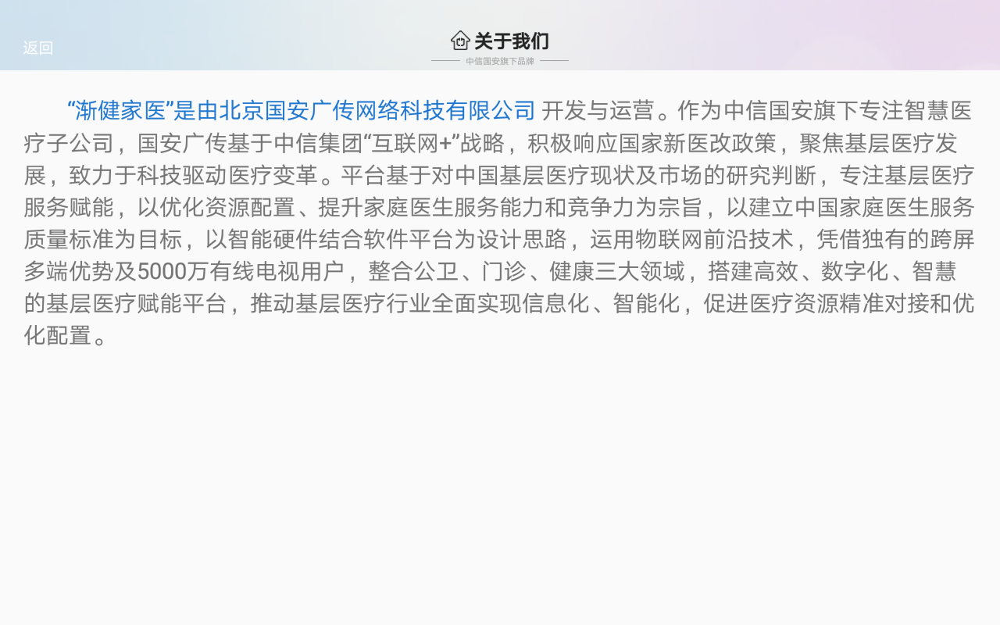 返回
关于我们
中信国安旗下品牌
“渐健家医”是由北京国安广传网络科技有限公司 开发与运营。作为中信国安旗下专注智慧医
疗子公司，国安广传基于中信集团“互联网+”战略，积极响应国家新医改政策，聚焦基层医疗发
展，致力于科技驱动医疗变革。平台基于对中国基层医疗现状及市场的研究判断，专注基层医疗
服务赋能，以优化资源配置、提升家庭医生服务能力和竞争力为宗旨，以建立中国家庭医生服务
质量标准为目标，以智能硬件结合软件平台为设计思路，运用物联网前沿技术，凭借独有的跨屏
多端优势及5000万有线电视用户，整合公卫、门诊、健康三大领域，搭建高效、数字化、智慧
的基层医疗赋能平台，推动基层医疗行业全面实现信息化、智能化，促进医疗资源精准对接和优
化配置。